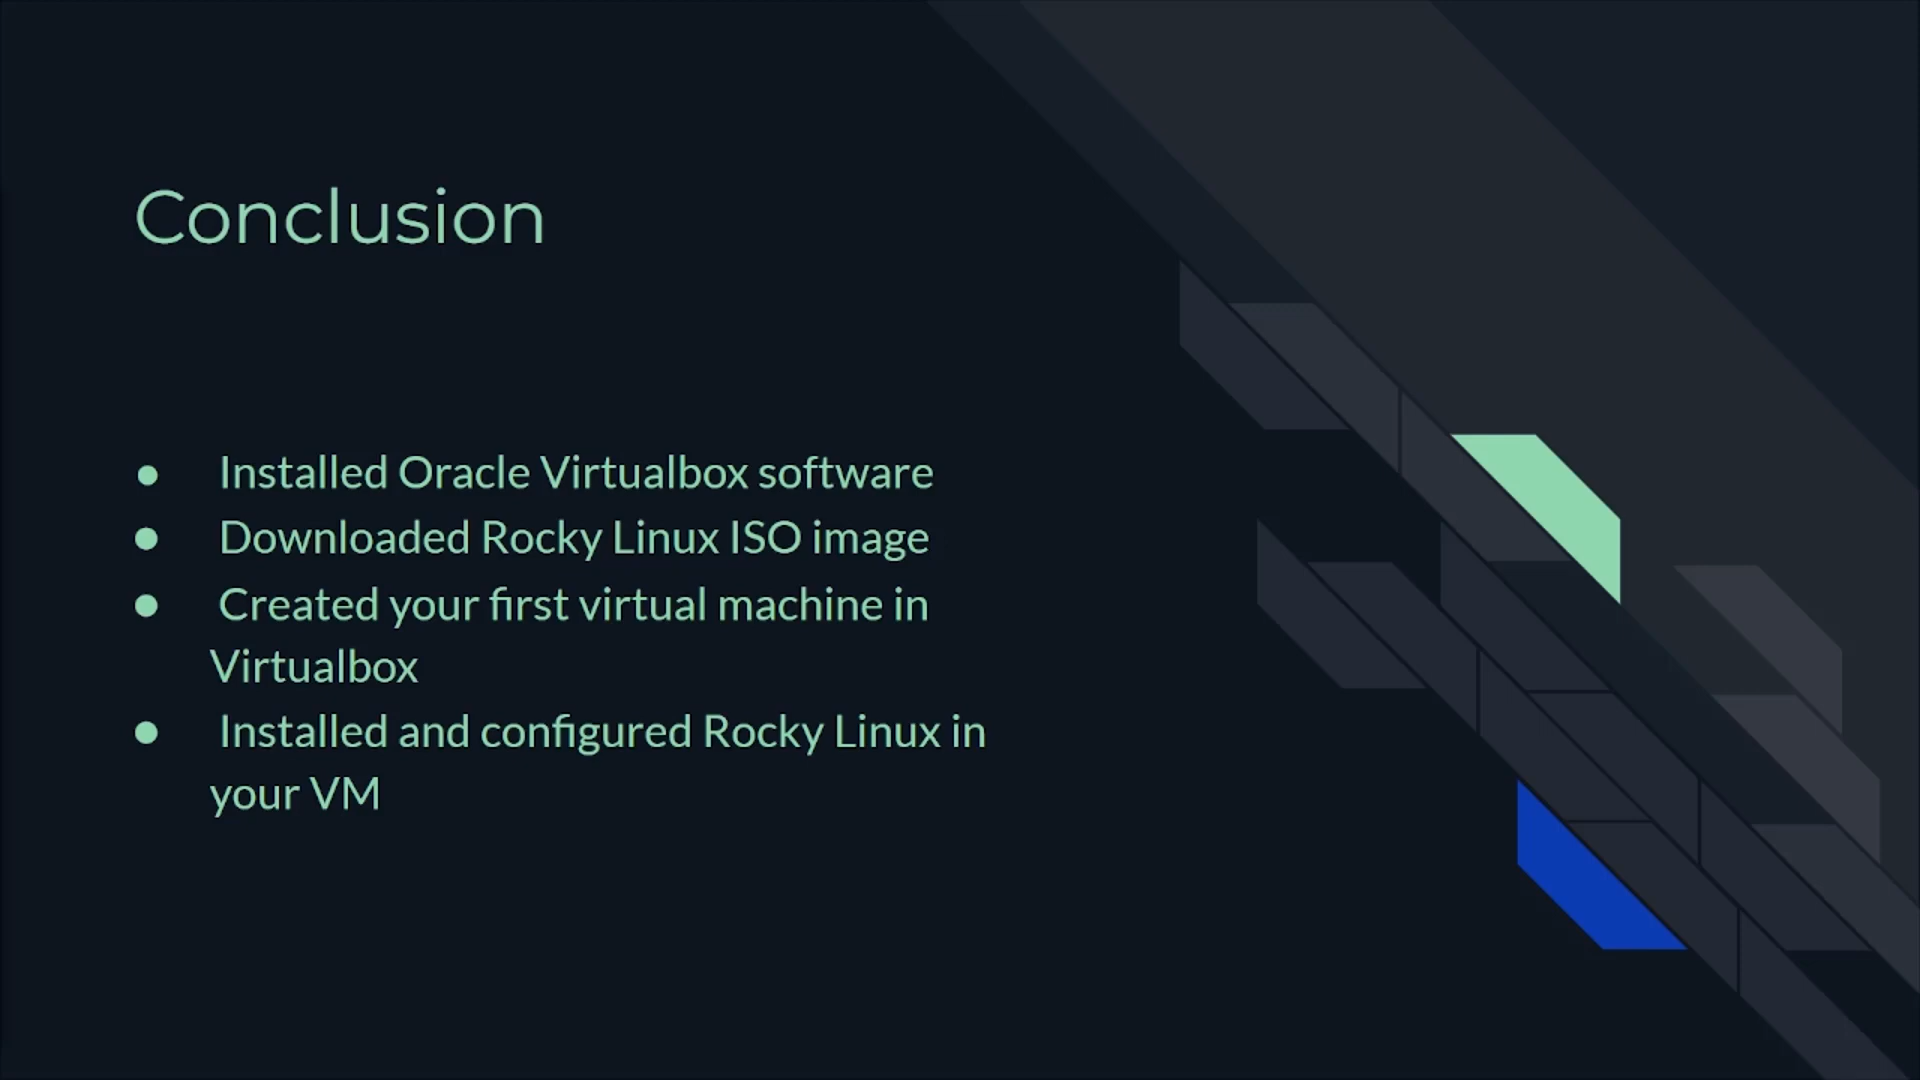 Conclusion
● Installed Oracle Virtualbox software
● Downloaded Rocky Linux ISO image
● Created your first virtual machine in
Virtualbox
● Installed and configured Rocky Linux in
your VM